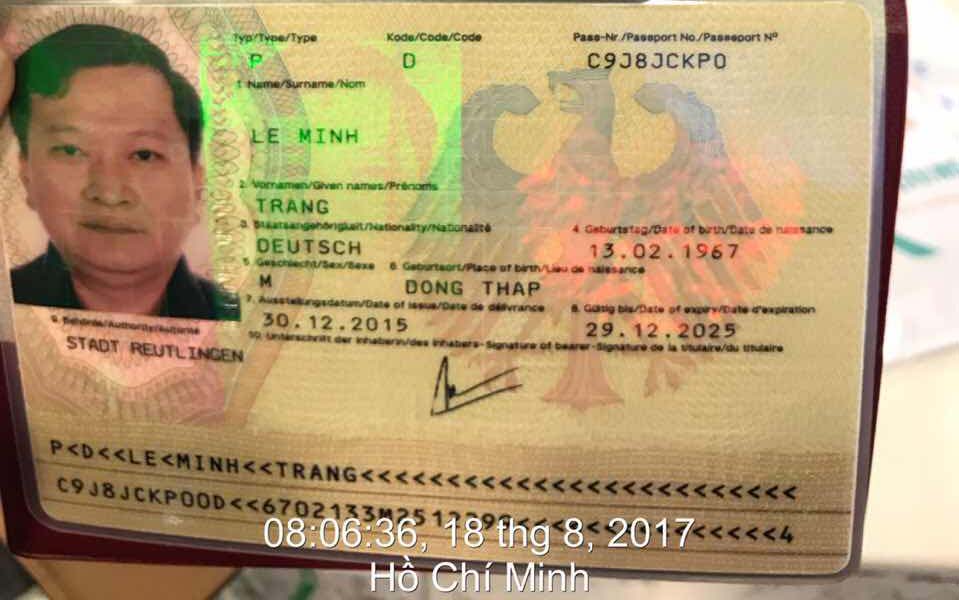 Typ/Type/Type Kode/Code/Code Pass-Nr./Passport No./Passeport Nº
P D C9J8JCKP0
1. Name/Surname/Nom
LE MINH
2. Vornamen/Given names/Prénoms
TRANG
3. Staatsangehörigkeit/Nationality/Nationalité 4. Geburtstag/Date of birth/Date de naissance
DEUTSCH 13.02.1967
5. Geschlecht/Sex/Sexe 6. Geburtsort/Place of birth/Lieu de naissance
M DONG THAP
7. Ausstellungsdatum/Date of issue/Date de délivrance 8. Gültig bis/Date of expiry/Date d'expiration
30.12.2015 29.12.2025
9. Behörde/Authority/Autorité 10. Unterschrift der Inhaberin/des Inhabers-Signature of bearer-Signature de la titulaire/du titulaire
STADT REUTLINGEN
P<D<<LE<MINH<<TRANG<<<<<<<<<<<<<<<<<<<<<<<<<
C9J8JCKP00D<<6702133M2512299<<<<<<<<<<<<<<<4
08:06:36, 18 thg 8, 2017
Hồ Chí Minh